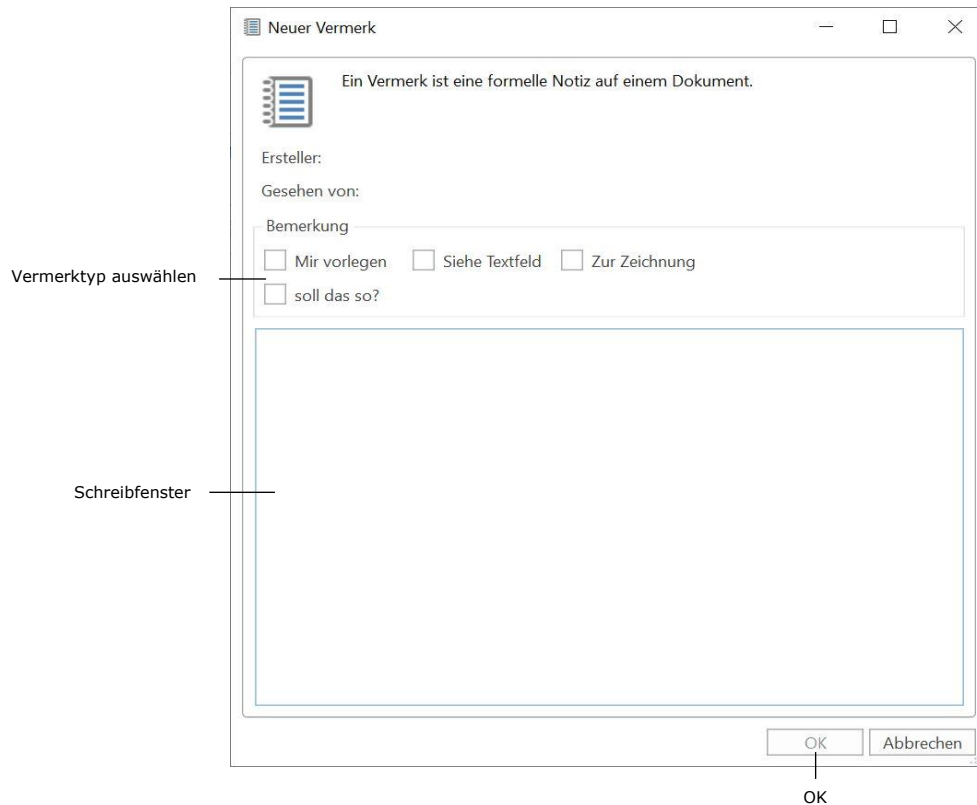 Neuer Vermerk
Ein Vermerk ist eine formelle Notiz auf einem Dokument.
Ersteller:
Gesehen von:
Bemerkung
Mir vorlegen Siehe Textfeld Zur Zeichnung
Vermerktyp auswählen
soll das so?
Schreibfenster
OK Abbrechen
OK